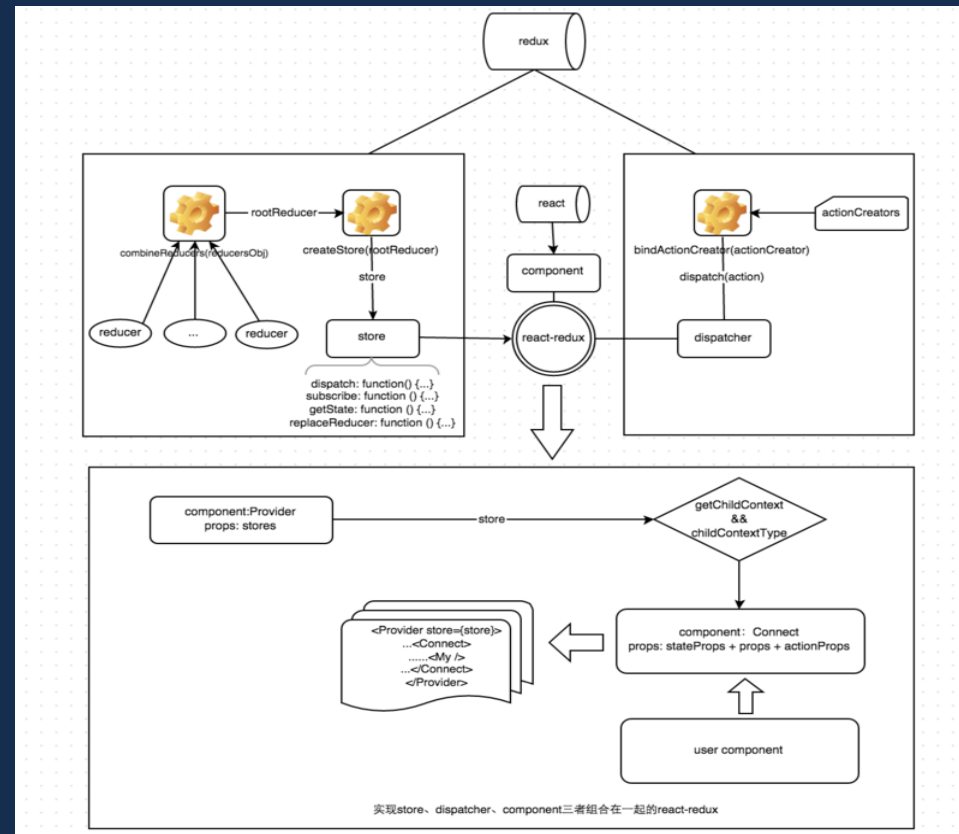 redux
rootReducer
combineReducers(reducersObj)
createStore(rootReducer)
store
reducer
...
reducer
store
dispatch: function() {...}
subscribe: function () {...}
getState: function () {...}
replaceReducer: function () {...}
react
component
react-redux
actionCreators
bindActionCreator(actionCreator)
dispatch(action)
dispatcher
component:Provider
props: stores
store
getChildContext
&&
childContextType
component：Connect
props: stateProps + props + actionProps
<Provider store={store}>
...<Connect>
......<My />
...</Connect>
</Provider>
user component
实现store、dispatcher、component三者组合在一起的react-redux